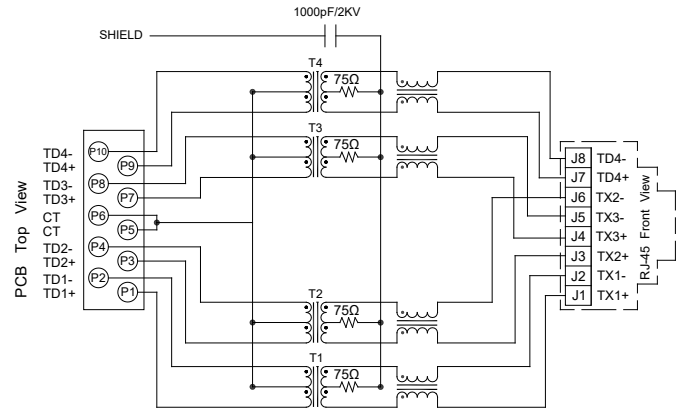 1000pF/2KV
SHIELD
T4
75Ω
T3
75Ω
T2
75Ω
T1
75Ω
PCB Top View
TD4-
TD4+
TD3-
TD3+
CT
CT
TD2-
TD2+
TD1-
TD1+
P10
P9
P8
P7
P6
P5
P4
P3
P2
P1
J8 TD4-
J7 TD4+
J6 TX2-
J5 TX3-
J4 TX3+
J3 TX2+
J2 TX1-
J1 TX1+
RJ-45 Front View